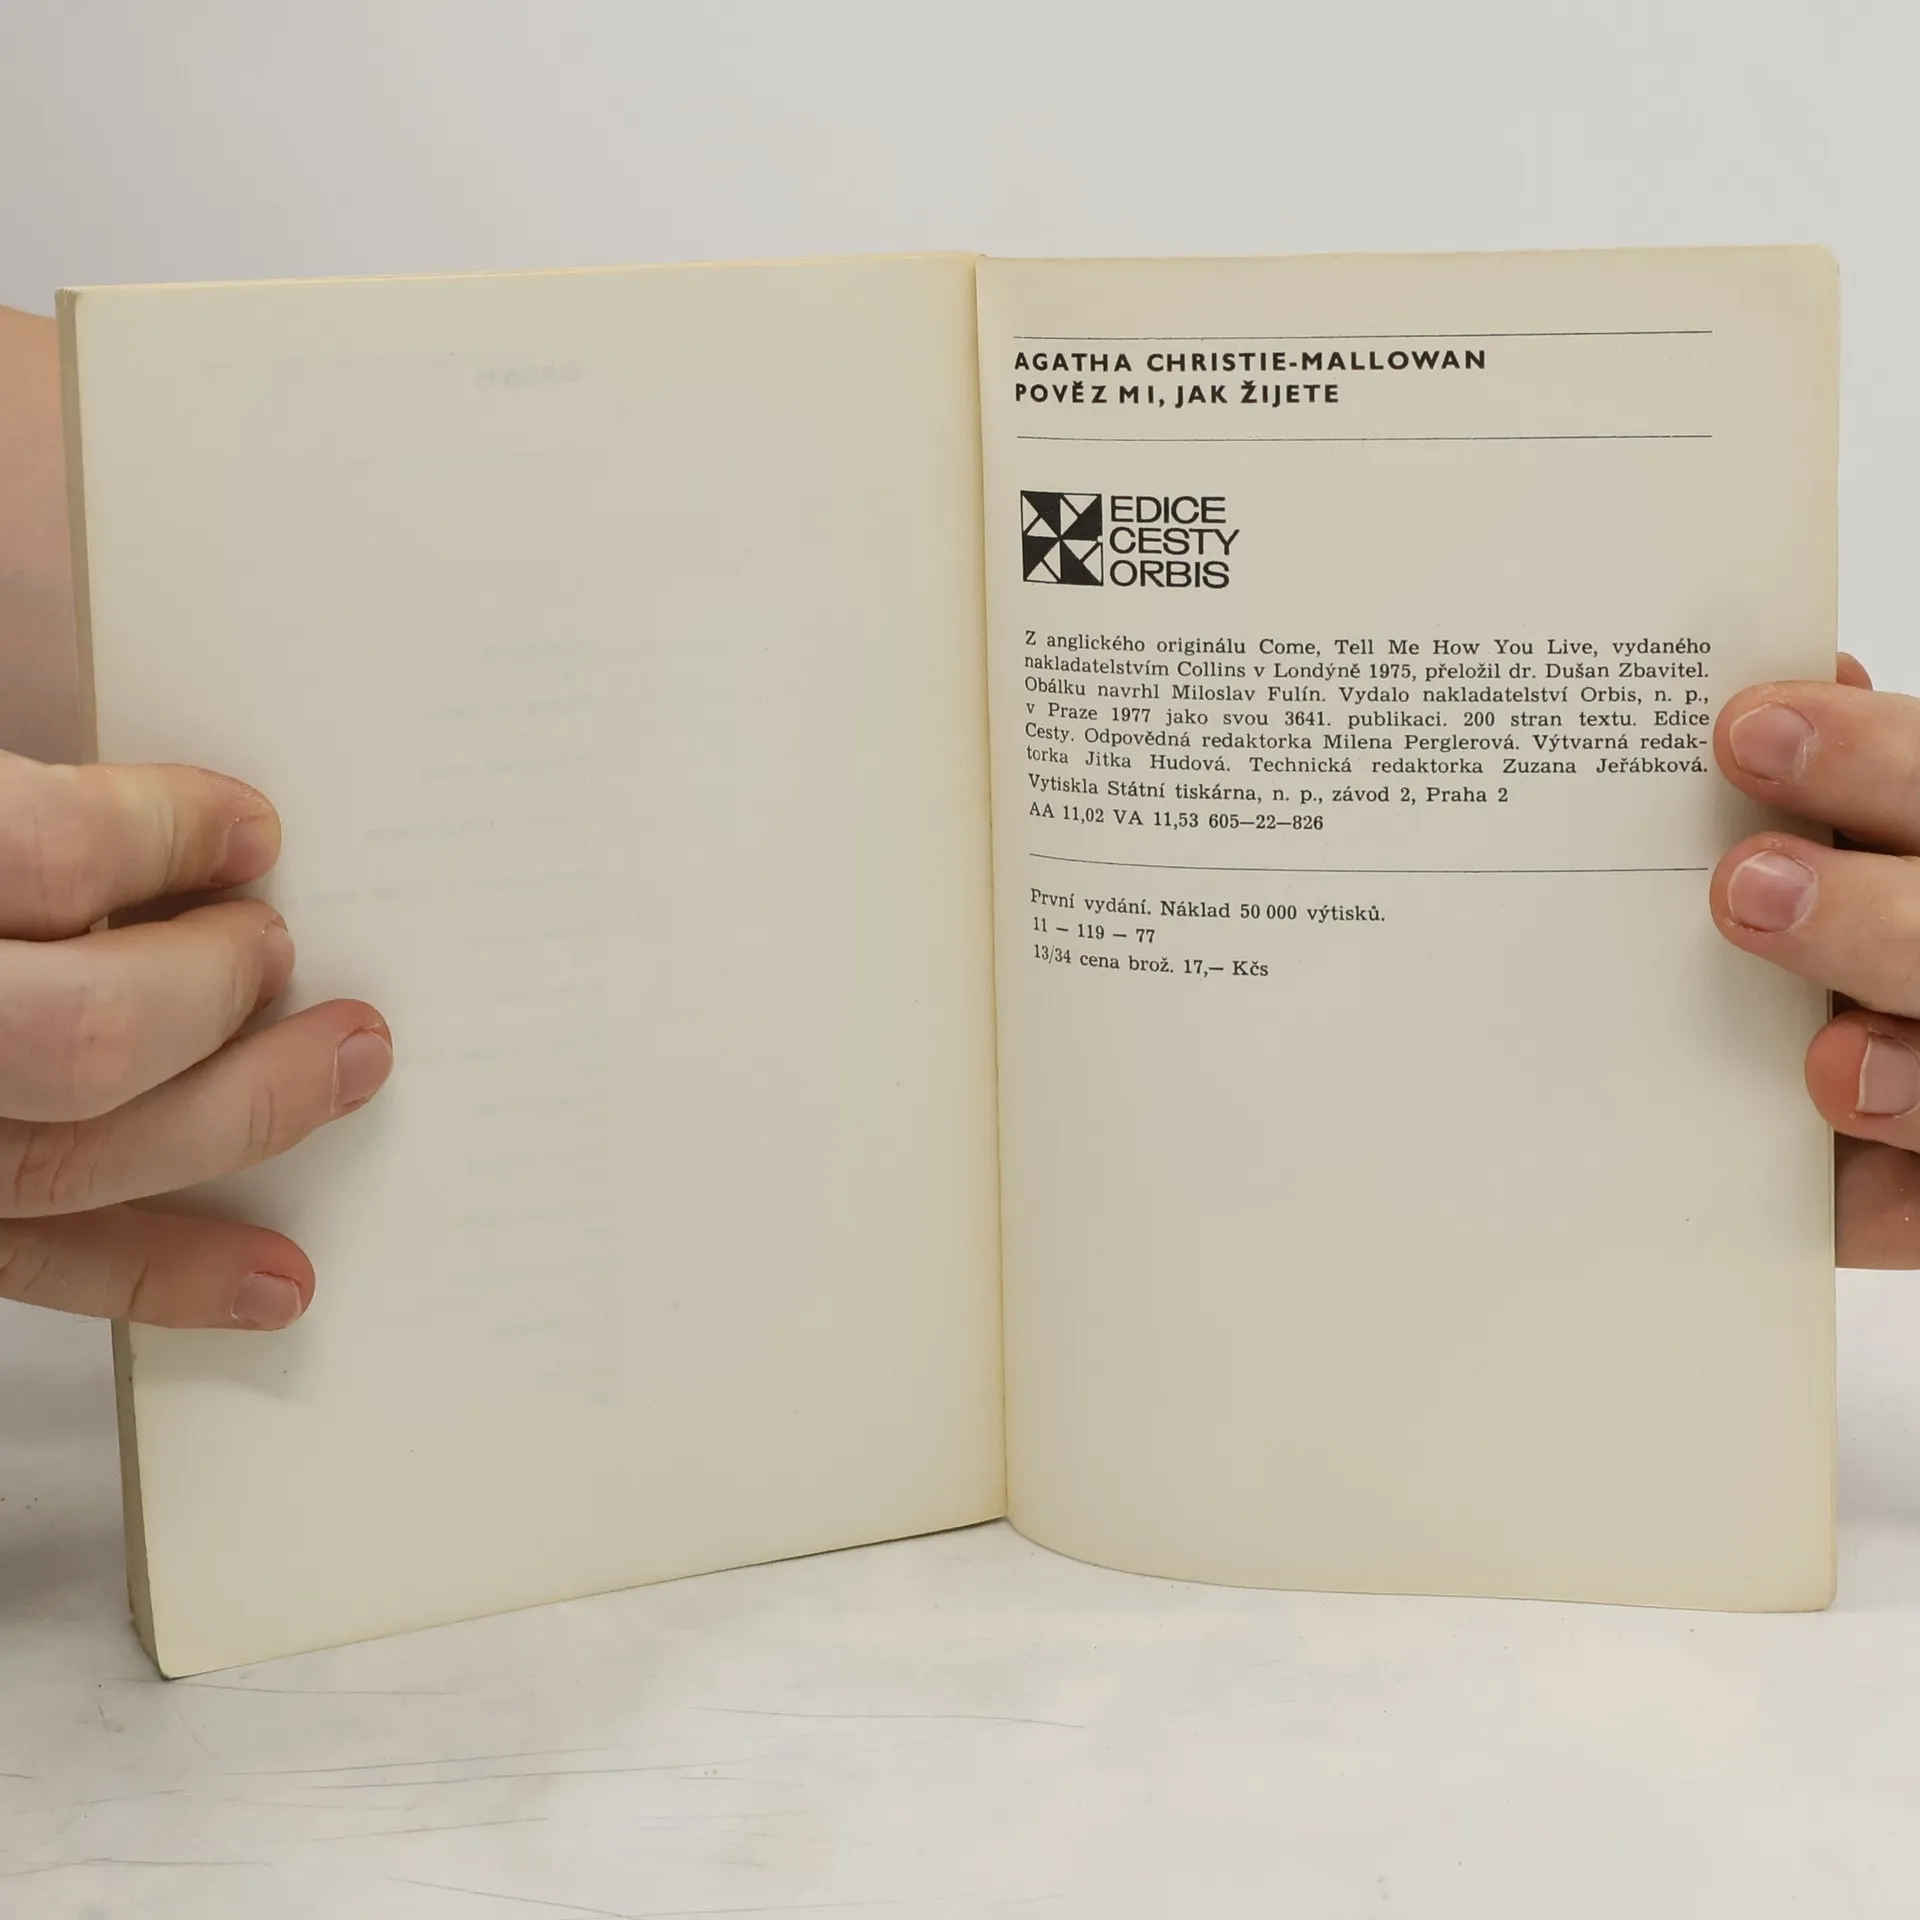 AGATHA CHRISTIE-MALLOWAN
POVĚZ MI, JAK ŽIJETE
EDICE
CESTY
ORBIS
Z anglického originálu Come, Tell Me How You Live, vydaného
nakladatelstvím Collins v Londýně 1975, přeložil dr. Dušan Zbavitel.
Obálku navrhl Miloslav Fulín. Vydalo nakladatelství Orbis, n. p.,
v Praze 1977 jako svou 3641. publikaci. 200 stran textu. Edice
Cesty. Odpovědná redaktorka Milena Perglerová. Výtvarná redak-
torka Jitka Hudová. Technická redaktorka Zuzana Jeřábková.
Vytiskla Státní tiskárna, n. p., závod 2, Praha 2
AA 11,02 VA 11,53 605—22—826
První vydání. Náklad 50 000 výtisků.
11 — 119 — 77
13/34 cena brož. 17,— Kčs